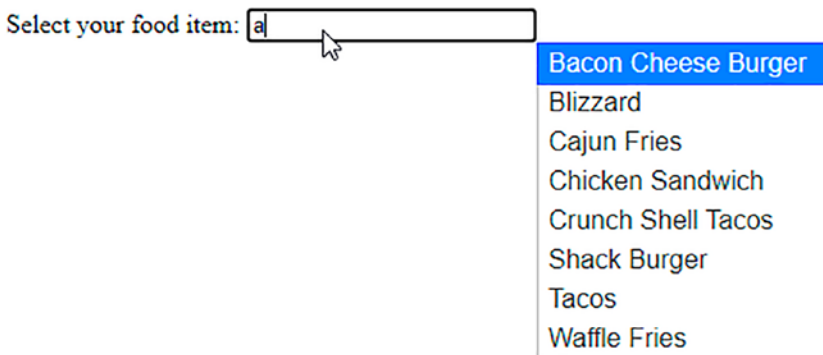 Select your food item: a
Bacon Cheese Burger
Blizzard
Cajun Fries
Chicken Sandwich
Crunch Shell Tacos
Shack Burger
Tacos
Waffle Fries